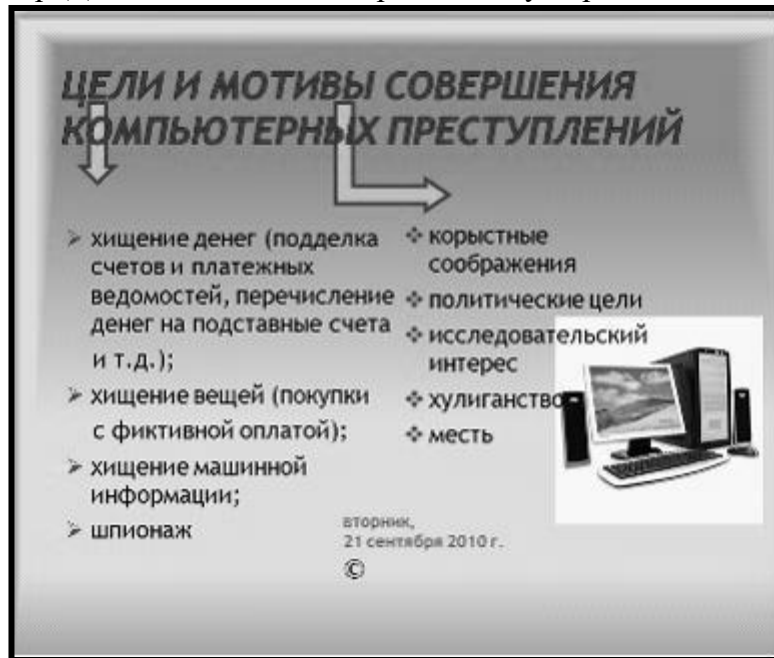 ЦЕЛИ И МОТИВЫ СОВЕРШЕНИЯ
КОМПЬЮТЕРНЫХ ПРЕСТУПЛЕНИЙ
➢ хищение денег (подделка
счетов и платежных
ведомостей, перечисление
денег на подставные счета
и т.д.);
➢ хищение вещей (покупки
с фиктивной оплатой);
➢ хищение машинной
информации;
➢ шпионаж
❖ корыстные
соображения
❖ политические цели
❖ исследовательский
интерес
❖ хулиганство
❖ месть
вторник,
21 сентября 2010 г.
©